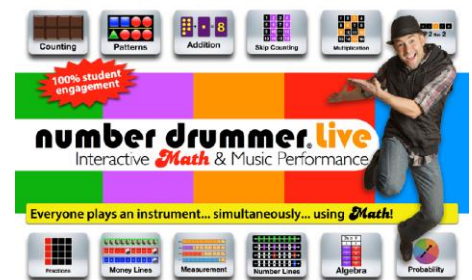 Counting Patterns Addition Skip Counting Multiplication
100% student
engagement
number drummer. Live
Interactive Math & Music Performance
Everyone plays an instrument... simultaneously... using Math!
Fractions Money Lines Measurement Number Lines Algebra Probability